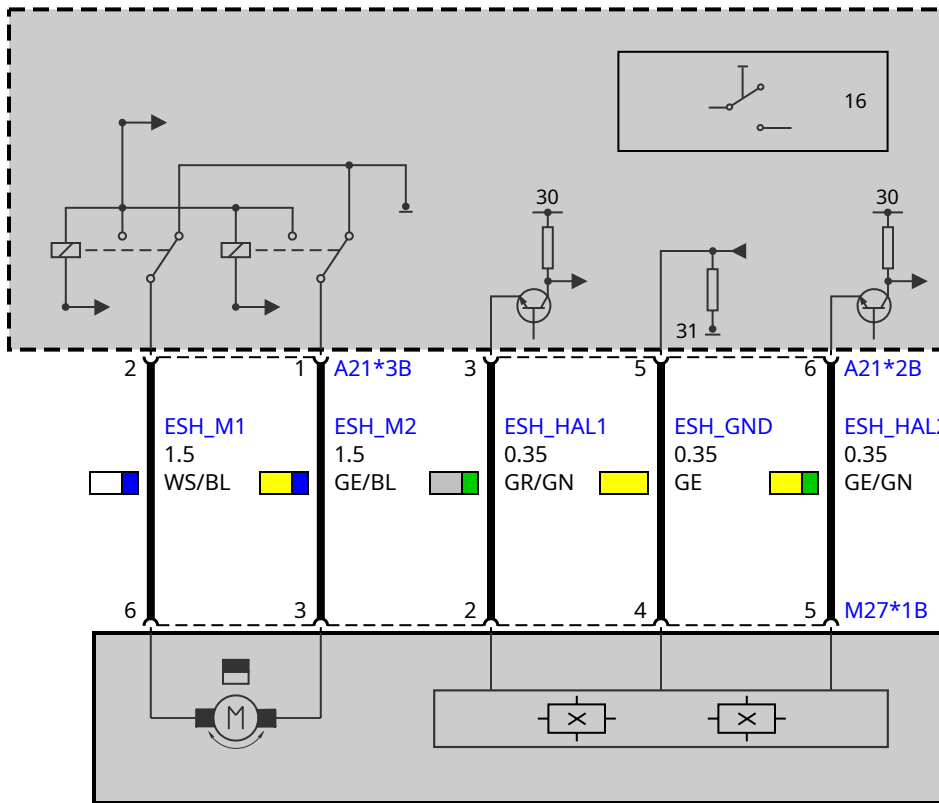 16
30
30
31
2
1
A21*3B
3
5
6
A21*2B
ESH_M1
1.5
WS/BL
ESH_M2
1.5
GE/BL
ESH_HAL1
0.35
GR/GN
ESH_GND
0.35
GE
0.35
GE/GN
6
3
2
4
5
M27*1B
M